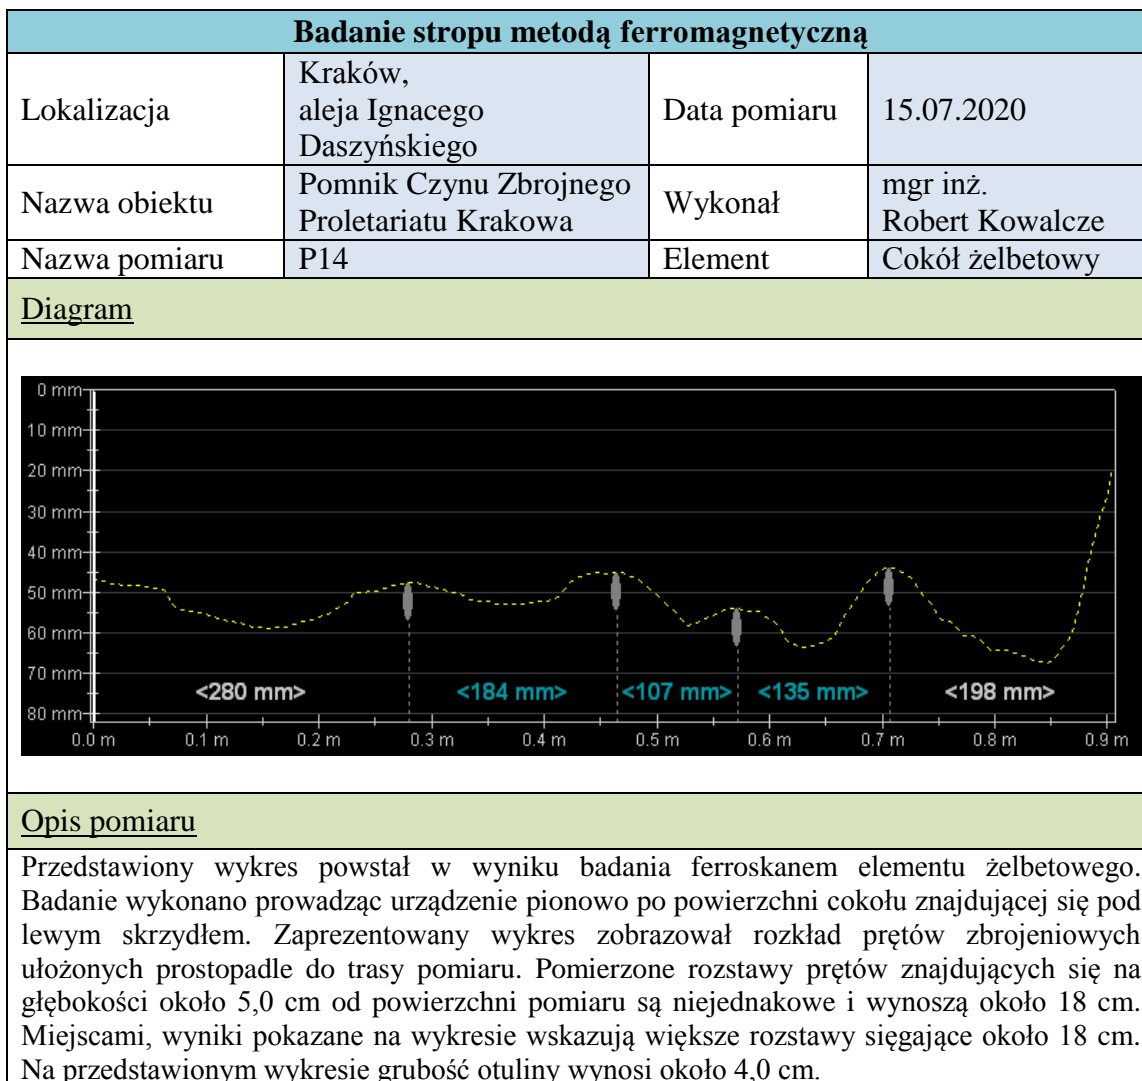 Badanie stropu metodą ferromagnetyczną
Lokalizacja
Kraków,
aleja Ignacego
Daszyńskiego
Data pomiaru
15.07.2020
Nazwa obiektu
Pomnik Czynu Zbrojnego
Proletariatu Krakowa
Wykonał
mgr inż.
Robert Kowalcze
Nazwa pomiaru
P14
Element
Cokół żelbetowy
Diagram
0 mm
10 mm
20 mm
30 mm
40 mm
50 mm
60 mm
70 mm
80 mm
<280 mm> <184 mm> <107 mm> <135 mm> <198 mm>
0.0 m 0.1 m 0.2 m 0.3 m 0.4 m 0.5 m 0.6 m 0.7 m 0.8 m 0.9 m
Opis pomiaru
Przedstawiony wykres powstał w wyniku badania ferroskanem elementu żelbetowego.
Badanie wykonano prowadząc urządzenie pionowo po powierzchni cokołu znajdującej się pod
lewym skrzydłem. Zaprezentowany wykres zobrazował rozkład prętów zbrojeniowych
ułożonych prostopadle do trasy pomiaru. Pomierzone rozstawy prętów znajdujących się na
głębokości około 5,0 cm od powierzchni pomiaru są niejednakowe i wynoszą około 18 cm.
Miejscami, wyniki pokazane na wykresie wskazują większe rozstawy sięgające około 18 cm.
Na przedstawionym wykresie grubość otuliny wynosi około 4,0 cm.